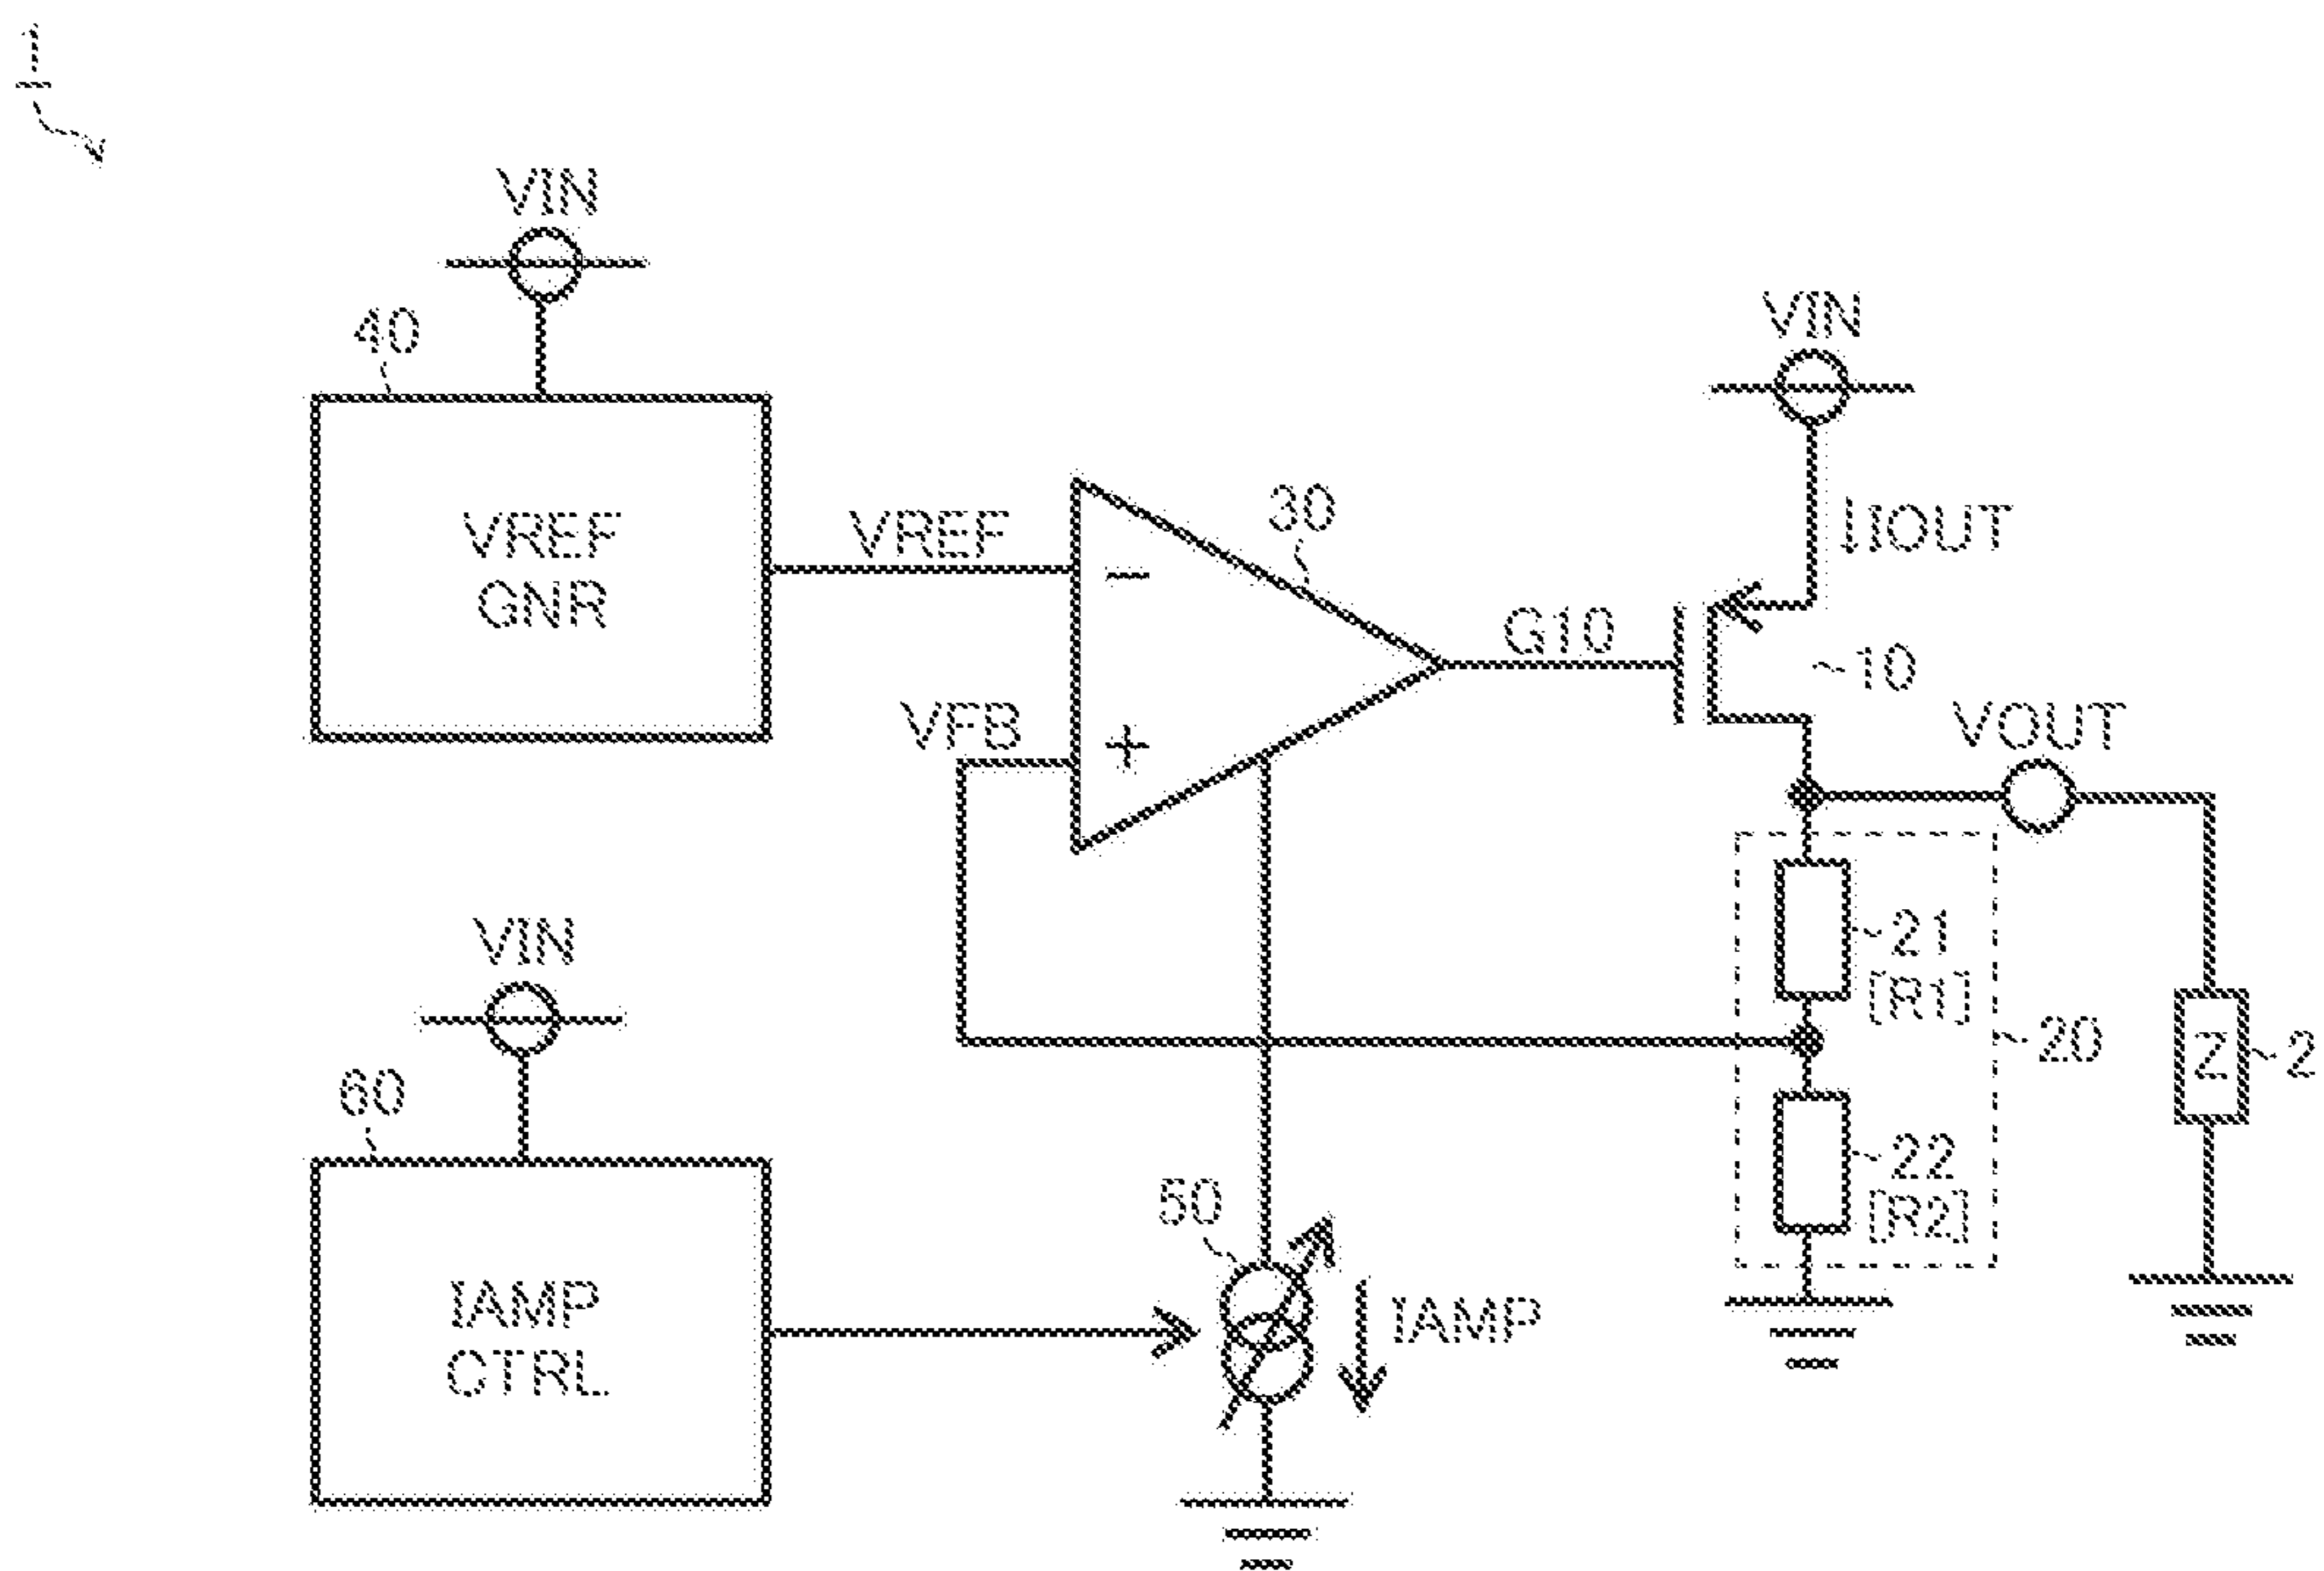 1
VIN
40
VREF
GNR
VREF
VFB
-
+
30
G10
VIN
IIOUT
~10
VOUT
21
[R1]
20
22
[R2]
Z
2
VIN
60
IAMP
CTRL
50
IAMP